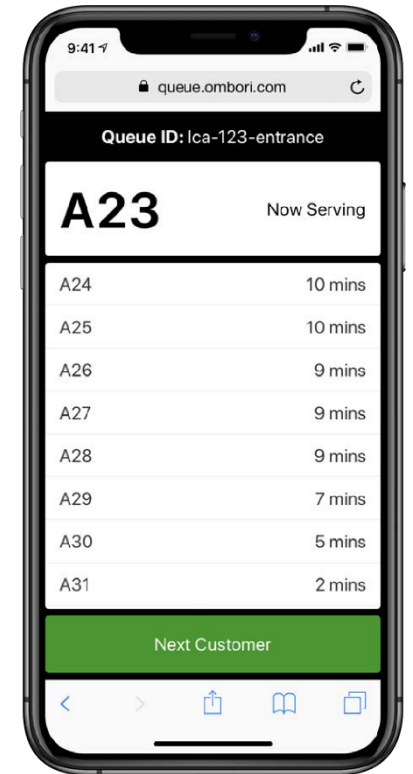 9:41
queue.ombori.com
Queue ID: lca-123-entrance
A23 Now Serving
A24 10 mins
A25 10 mins
A26 9 mins
A27 9 mins
A28 9 mins
A29 7 mins
A30 5 mins
A31 2 mins
Next Customer